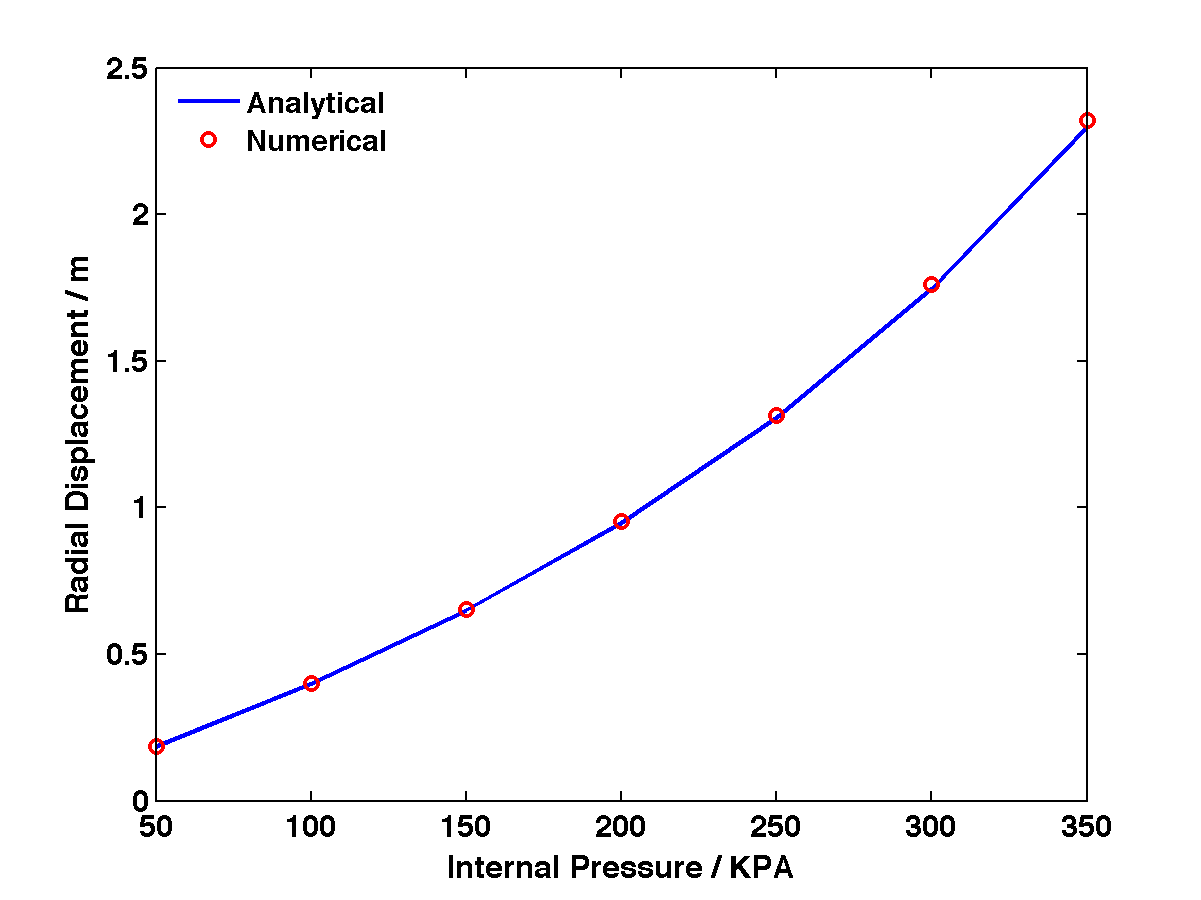 2.5
2
1.5
1
0.5
0
Analytical
Numerical
Radial Displacement / m
50 100 150 200 250 300 350
Internal Pressure / KPA